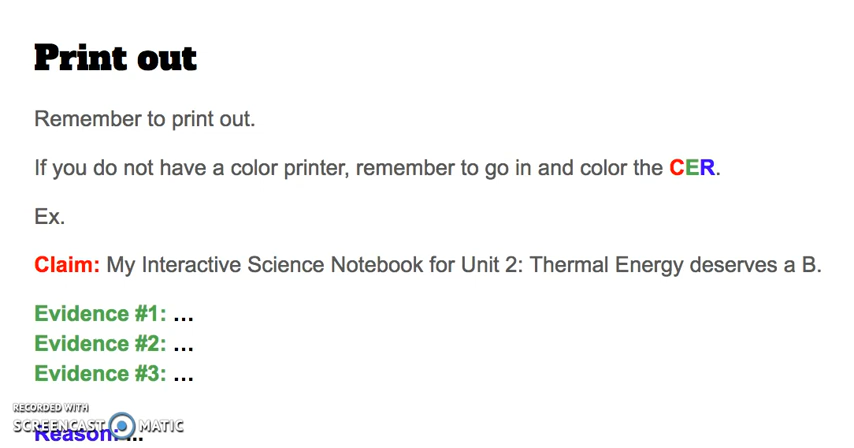 Print out
Remember to print out.
If you do not have a color printer, remember to go in and color the CER.
Ex.
Claim: My Interactive Science Notebook for Unit 2: Thermal Energy deserves a B.
Evidence #1: ...
Evidence #2: ...
Evidence #3: ...
RECORDED WITH
SCREENCAST MATIC
Reason: ...